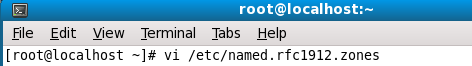 root@localhost:~
File Edit View Terminal Tabs Help
[root@localhost ~]# vi /etc/named.rfc1912.zones